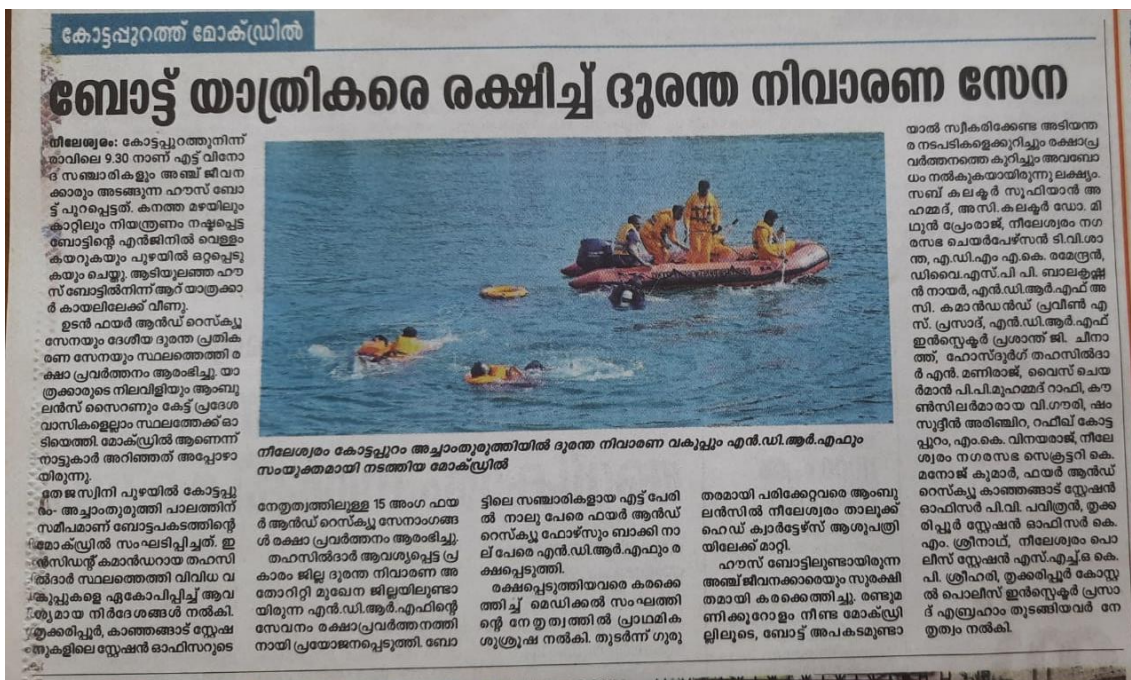 കോട്ടപ്പുറത്ത് മോക്ഡ്രിൽ
ബോട്ട് യാത്രികരെ രക്ഷിച്ച് ദുരന്ത നിവാരണ സേന
നീലേശ്വരം: കോട്ടപ്പുറത്തുനിന്ന്
രാവിലെ 9.30 നാണ് എട്ട് വിനോ
ദ സഞ്ചാരികളും അഞ്ച് ജീവന
ക്കാരും അടങ്ങുന്ന ഹൗസ് ബോ
ട്ട് പുറപ്പെട്ടത്. കനത്ത മഴയിലും
കാറ്റിലും നിയന്ത്രണം നഷ്ടപ്പെട്ട
ബോട്ടിന്റെ എൻജിനിൽ വെള്ളം
കയറുകയും പുഴയിൽ ഒറ്റപ്പെടു
കയും ചെയ്തു. ആടിയുലഞ്ഞ ഹൗ
സ് ബോട്ടിൽനിന്ന് ആറ് യാത്രക്കാ
ർ കായലിലേക്ക് വീണു.
ഉടൻ ഫയർ ആൻഡ് റെസ്ക്യൂ
സേനയും ദേശീയ ദുരന്ത പ്രതിക
രണ സേനയും സ്ഥലത്തെത്തി ര
ക്ഷാ പ്രവർത്തനം ആരംഭിച്ചു. യാ
ത്രക്കാരുടെ നിലവിളിയും ആംബു
ലൻസ് സൈറണും കേട്ട് പ്രദേശ
വാസികളെല്ലാം സ്ഥലത്തേക്ക് ഓ
ടിയെത്തി. മോക്ഡ്രിൽ ആണെന്ന്
നാട്ടുകാർ അറിഞ്ഞത് അപ്പോഴാ
യിരുന്നു.
തേജസ്വിനി പുഴയിൽ കോട്ടപ്പു
റം- അച്ചാംതുരുത്തി പാലത്തിന്
സമീപമാണ് ബോട്ടപകടത്തിന്റെ
മോക്ഡ്രിൽ സംഘടിപ്പിച്ചത്. ഇ
ൻസിഡന്റ് കമാൻഡറായ തഹസി
ൽദാർ സ്ഥലത്തെത്തി വിവിധ വ
കുപ്പുകളെ ഏകോപിപ്പിച്ച് ആവ
ശ്യമായ നിർദേശങ്ങൾ നൽകി.
തൃക്കരിപ്പൂർ, കാഞ്ഞങ്ങാട് സ്റ്റേഷ
നുകളിലെ സ്റ്റേഷൻ ഓഫിസറുടെ
നീലേശ്വരം കോട്ടപ്പുറം അച്ചാംതുരുത്തിയിൽ ദുരന്ത നിവാരണ വകുപ്പും എൻ.ഡി.ആർ.എഫും
സംയുക്തമായി നടത്തിയ മോക്ഡ്രിൽ
നേതൃത്വത്തിലുള്ള 15 അംഗ ഫയ
ർ ആൻഡ് റെസ്ക്യൂ സേനാംഗങ്ങ
ൾ രക്ഷാ പ്രവർത്തനം ആരംഭിച്ചു.
തഹസിൽദാർ ആവശ്യപ്പെട്ട പ്ര
കാരം ജില്ല ദുരന്ത നിവാരണ അ
തോറിറ്റി മുഖേന ജില്ലയിലുണ്ടാ
യിരുന്ന എൻ.ഡി.ആർ.എഫിന്റെ
സേവനം രക്ഷാപ്രവർത്തനത്തി
നായി പ്രയോജനപ്പെടുത്തി. ബോ
ട്ടിലെ സഞ്ചാരികളായ എട്ട് പേരി
ൽ നാലു പേരെ ഫയർ ആൻഡ്
റെസ്ക്യൂ ഫോഴ്സും ബാക്കി നാ
ല് പേരെ എൻ.ഡി.ആർ.എഫും ര
ക്ഷപ്പെടുത്തി.
രക്ഷപ്പെടുത്തിയവരെ കരക്കെ
ത്തിച്ച് മെഡിക്കൽ സംഘത്തി
ന്റെ നേതൃത്വത്തിൽ പ്രാഥമിക
ശുശ്രൂഷ നൽകി. തുടർന്ന് ഗുരു
തരമായി പരിക്കേറ്റവരെ ആംബു
ലൻസിൽ നീലേശ്വരം താലൂക്ക്
ഹെഡ് ക്വാർട്ടേഴ്സ് ആശുപത്രി
യിലേക്ക് മാറ്റി.
ഹൗസ് ബോട്ടിലുണ്ടായിരുന്ന
അഞ്ച് ജീവനക്കാരെയും സുരക്ഷി
തമായി കരക്കെത്തിച്ചു. രണ്ടുമ
ണിക്കൂറോളം നീണ്ട മോക്ഡ്രി
ല്ലിലൂടെ, ബോട്ട് അപകടമുണ്ടാ
യാൽ സ്വീകരിക്കേണ്ട അടിയന്ത
ര നടപടികളെക്കുറിച്ചും രക്ഷാപ്ര
വർത്തനത്തെ കുറിച്ചും അവബോ
ധം നൽകുകയായിരുന്നു ലക്ഷ്യം.
സബ് കലക്ടർ സൂഫിയാൻ അ
ഹമ്മദ്, അസി.കലക്ടർ ഡോ. മി
ഥുൻ പ്രേംരാജ്, നീലേശ്വരം നഗ
രസഭ ചെയർപേഴ്സൻ ടി.വി.ശാ
ന്ത, എ.ഡി.എം എ.കെ. രമേന്ദ്രൻ,
ഡിവൈ.എസ്.പി പി. ബാലകൃഷ്ണ
ൻ നായർ, എൻ.ഡി.ആർ.എഫ് അ
സി. കമാൻഡൻഡ് പ്രവീൺ എ
സ്. പ്രസാദ്, എൻ.ഡി.ആർ.എഫ്
ഇൻസ്പെക്ടർ പ്രശാന്ത് ജി. ചീനാ
ത്ത്, ഹോസ്ദുർഗ് തഹസിൽദാ
ർ എൻ. മണിരാജ്, വൈസ് ചെയ
ർമാൻ പി.പി.മുഹമ്മദ് റാഫി, കൗ
ൺസിലർമാരായ വി.ഗൗരി, ഷം
സുദ്ദീൻ അരിഞ്ചിറ, റഫീഖ് കോട്ട
പ്പുറം, എം.കെ. വിനയരാജ്, നീലേ
ശ്വരം നഗരസഭ സെക്രട്ടറി കെ.
മനോജ് കുമാർ, ഫയർ ആൻഡ്
റെസ്ക്യൂ കാഞ്ഞങ്ങാട് സ്റ്റേഷൻ
ഓഫിസർ പി.വി. പവിത്രൻ, തൃക്ക
രിപ്പൂർ സ്റ്റേഷൻ ഓഫിസർ കെ.
എം. ശ്രീനാഥ്, നീലേശ്വരം പൊ
ലീസ് സ്റ്റേഷൻ എസ്.എച്ച്.ഒ കെ.
പി. ശ്രീഹരി, തൃക്കരിപ്പൂർ കോസ്റ്റ
ൽ പൊലീസ് ഇൻസ്പെക്ടർ പ്രസാ
ദ് എബ്രഹാം തുടങ്ങിയവർ നേ
തൃത്വം നൽകി.